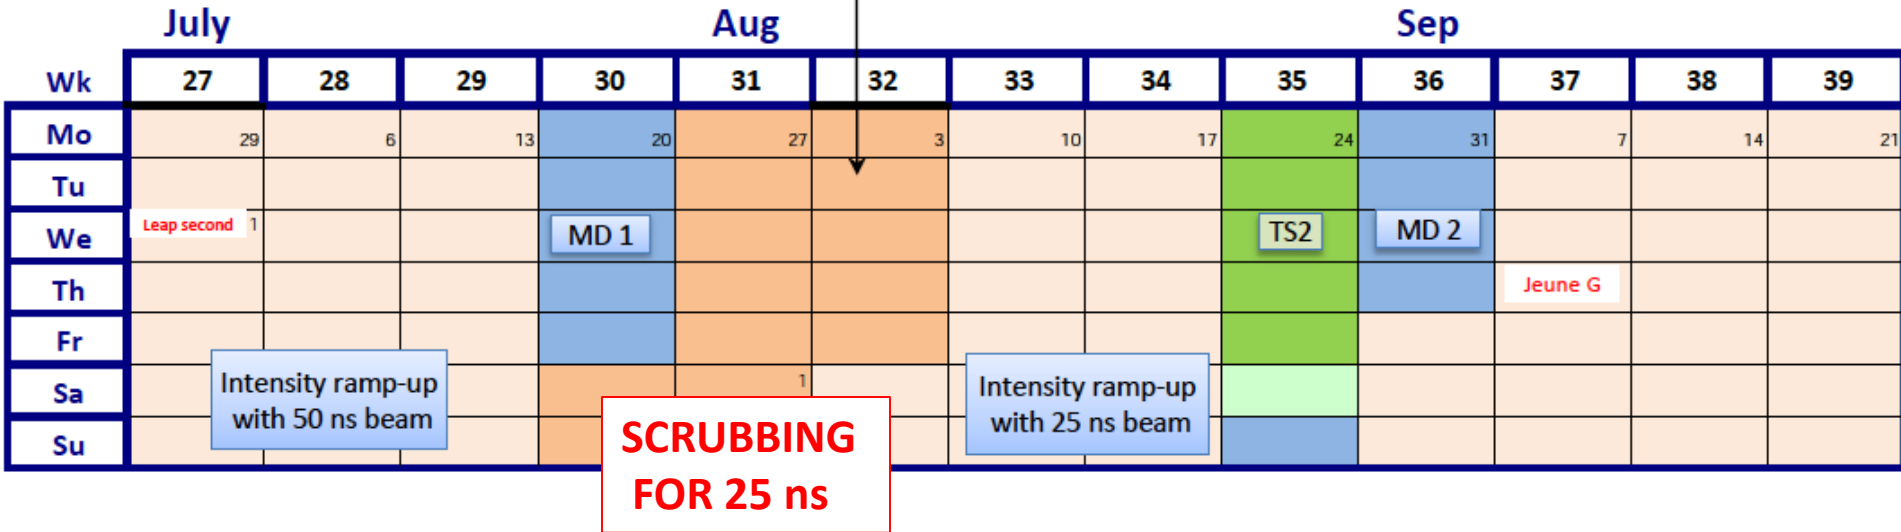 July Aug Sep
Wk 27 28 29 30 31 32 33 34 35 36 37 38 39
Mo 29 6 13 20 27 3 10 17 24 31 7 14 21
Tu
We Leap second 1 MD 1 TS2 MD 2
Th Jeune G
Fr
Intensity ramp-up
with 50 ns beam
Sa 1
Su
SCRUBBING
FOR 25 ns
Intensity ramp-up
with 25 ns beam